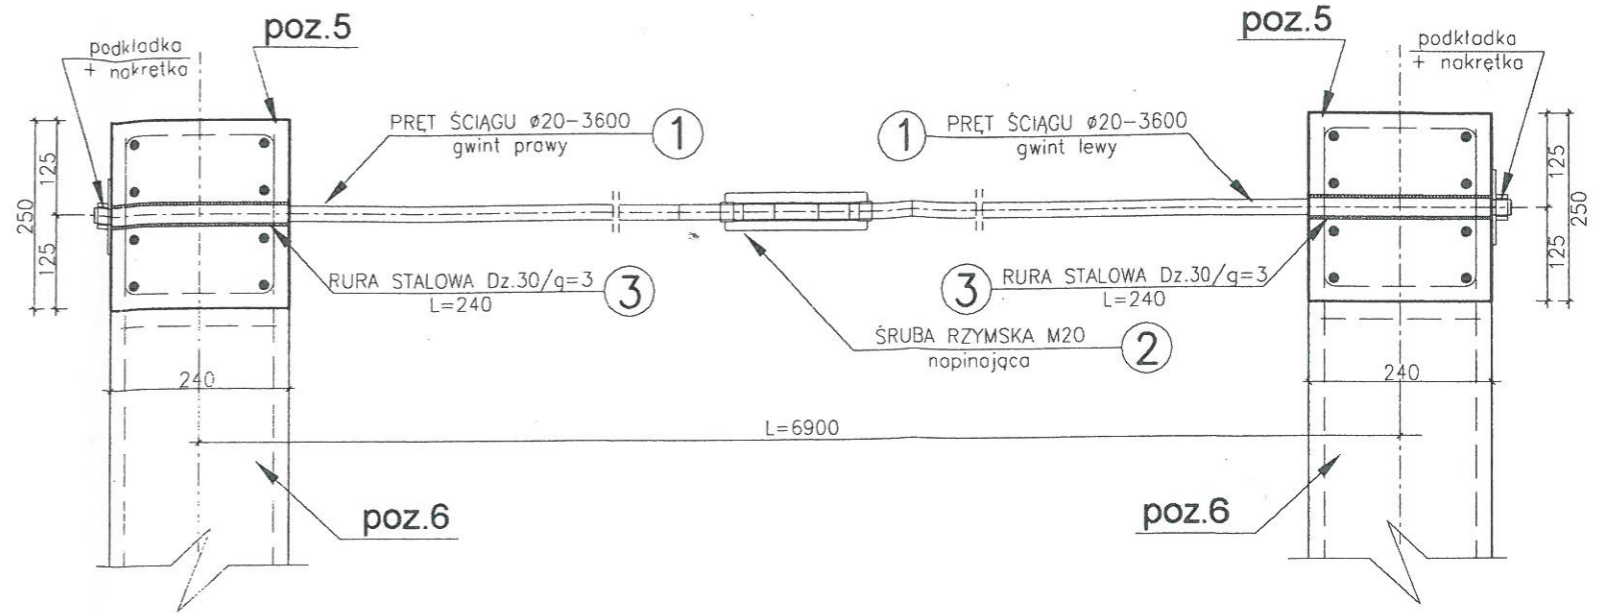 poz.5
podkładka
+ nakrętka
PRĘT ŚCIĄGU ø20-3600
gwint prawy
1
1
PRĘT ŚCIĄGU ø20-3600
gwint lewy
poz.5
podkładka
+ nakrętka
250
125
125
125
125
250
RURA STALOWA Dz.30/g=3
L=240
3
3
RURA STALOWA Dz.30/g=3
L=240
ŚRUBA RZYMSKA M20
napinająca
2
240
240
L=6900
poz.6
poz.6